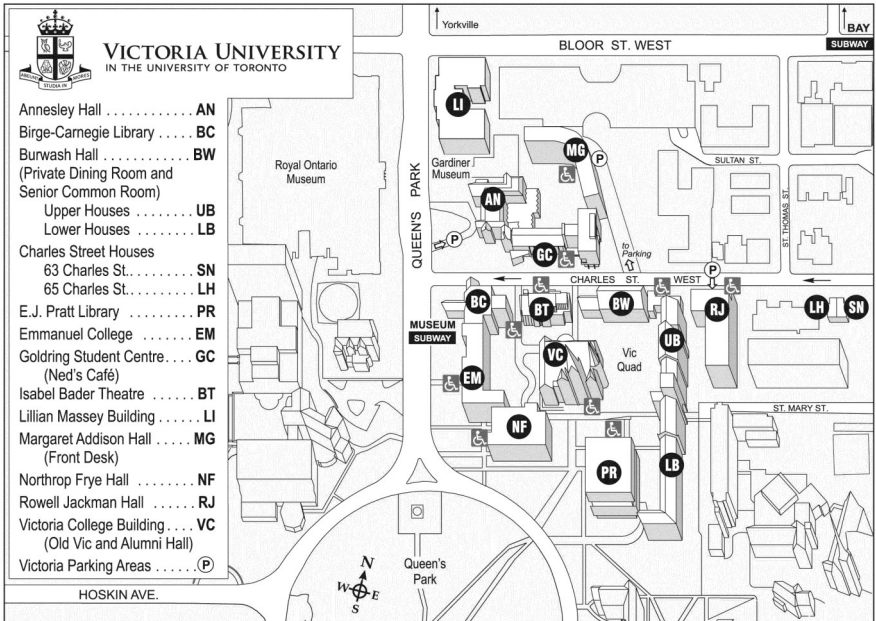 VICTORIA UNIVERSITY
IN THE UNIVERSITY OF TORONTO
ABEUNT STUDIA IN MORES
Annesley Hall . . . . . . . . . . . . AN
Birge-Carnegie Library . . . . . BC
Burwash Hall . . . . . . . . . . . . BW
(Private Dining Room and
Senior Common Room)
Upper Houses . . . . . . . . UB
Lower Houses . . . . . . . . LB
Charles Street Houses
63 Charles St. . . . . . . . . . SN
65 Charles St. . . . . . . . . . LH
E.J. Pratt Library . . . . . . . . . PR
Emmanuel College . . . . . . . . EM
Goldring Student Centre . . . . GC
(Ned's Café)
Isabel Bader Theatre . . . . . . BT
Lillian Massey Building . . . . . . LI
Margaret Addison Hall . . . . . MG
(Front Desk)
Northrop Frye Hall . . . . . . . . NF
Rowell Jackman Hall . . . . . . RJ
Victoria College Building . . . . VC
(Old Vic and Alumni Hall)
Victoria Parking Areas . . . . . . P
Yorkville
BAY
SUBWAY
BLOOR ST. WEST
LI
Royal Ontario
Museum
QUEEN'S PARK
Gardiner
Museum
MG
P
SULTAN ST.
ST. THOMAS ST.
AN
P
GC
to
Parking
P
CHARLES ST. WEST
BC
BT
BW
RJ
LH
SN
MUSEUM
SUBWAY
VC
Vic
Quad
UB
EM
ST. MARY ST.
NF
PR
LB
Queen's
Park
N
W
E
S
HOSKIN AVE.